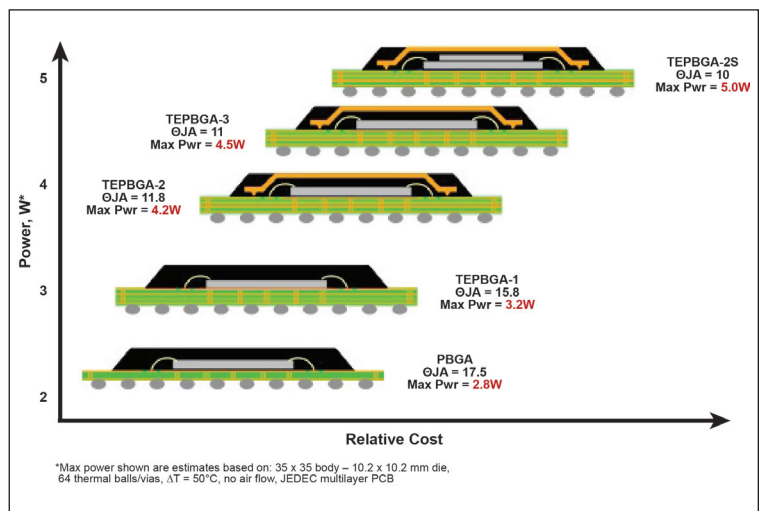 TEPBGA-2S
ΘJA = 10
Max Pwr = 5.0W
5
TEPBGA-3
ΘJA = 11
Max Pwr = 4.5W
4
TEPBGA-2
ΘJA = 11.8
Max Pwr = 4.2W
Power, W*
3
TEPBGA-1
ΘJA = 15.8
Max Pwr = 3.2W
PBGA
ΘJA = 17.5
Max Pwr = 2.8W
2
Relative Cost
*Max power shown are estimates based on: 35 x 35 body – 10.2 x 10.2 mm die,
64 thermal balls/vias, ΔT = 50°C, no air flow, JEDEC multilayer PCB